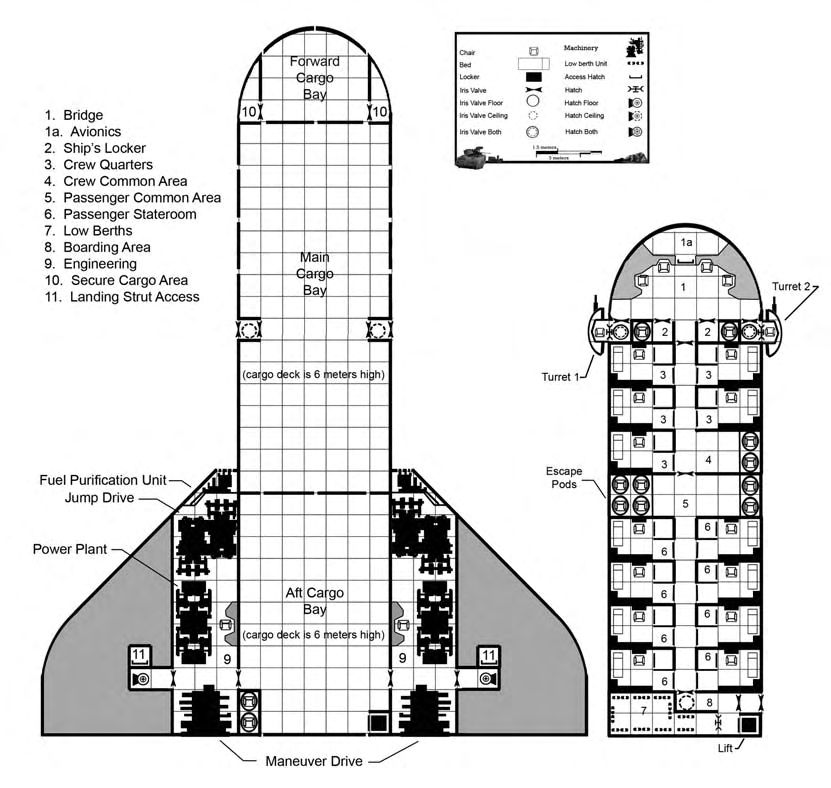 Forward
Cargo
Bay
10
10
1. Bridge
1a. Avionics
2. Ship's Locker
3. Crew Quarters
4. Crew Common Area
5. Passenger Common Area
6. Passenger Stateroom
7. Low Berths
8. Boarding Area
9. Engineering
10. Secure Cargo Area
11. Landing Strut Access
Main
Cargo
Bay
(cargo deck is 6 meters high)
Fuel Purification Unit
Jump Drive
Power Plant
Aft Cargo
Bay
(cargo deck is 6 meters high)
11
11
9
9
Maneuver Drive
Chair
Machinery
Bed
Low berth Unit
Locker
Access Hatch
Iris Valve
Hatch
Iris Valve Floor
Hatch Floor
Iris Valve Ceiling
Hatch Ceiling
Iris Valve Both
Hatch Both
1.5 meters
3 meters
1a
1
Turret 2
2
2
Turret 1
3
3
3
3
3
4
Escape
Pods
5
6
6
6
6
6
6
6
6
7
8
Lift